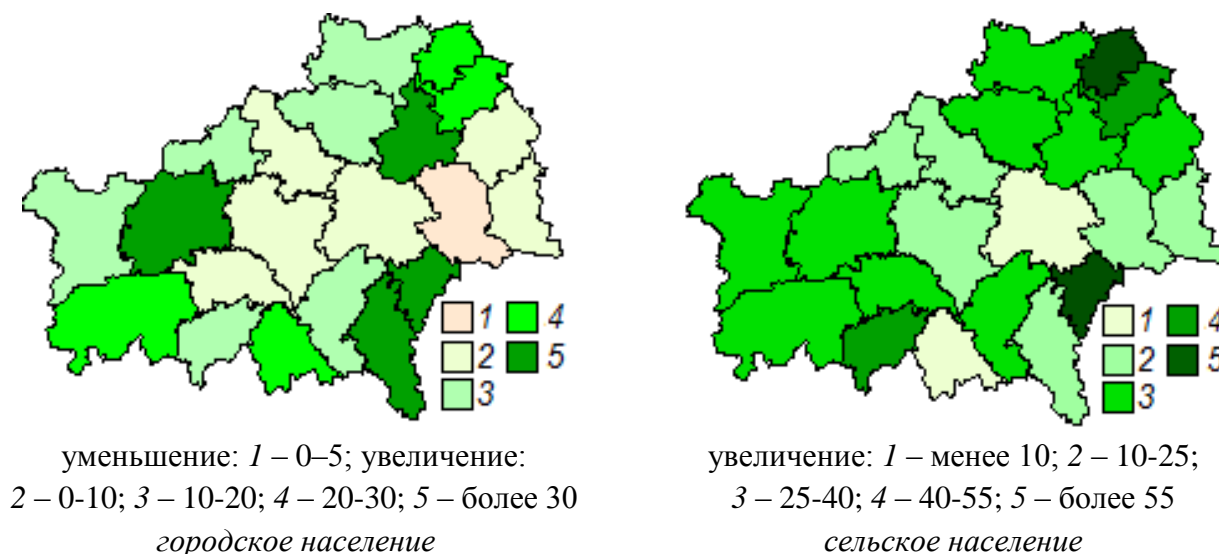 1 4
2 5
3
1 4
2 5
3
уменьшение: 1 – 0–5; увеличение:
2 – 0-10; 3 – 10-20; 4 – 20-30; 5 – более 30
городское население
увеличение: 1 – менее 10; 2 – 10-25;
3 – 25-40; 4 – 40-55; 5 – более 55
сельское население